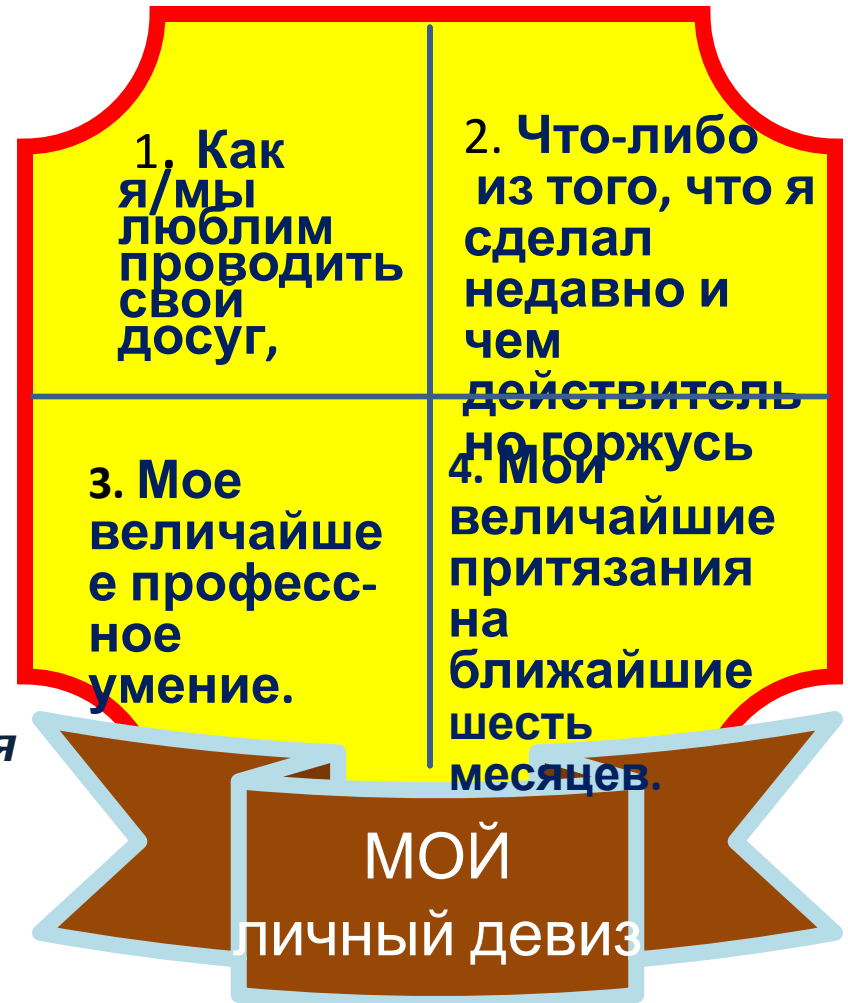 1. Как
я/мы
люблим
проводить
свой
досуг,
2. Что-либо
из того, что я
сделал
недавно и
чем
действитель
но горжусь
3. Мое
величайше
е професс-
ное
умение.
4. Мои
величайшие
притязания
на
ближайшие
шесть
месяцев.
я
МОЙ
личный девиз